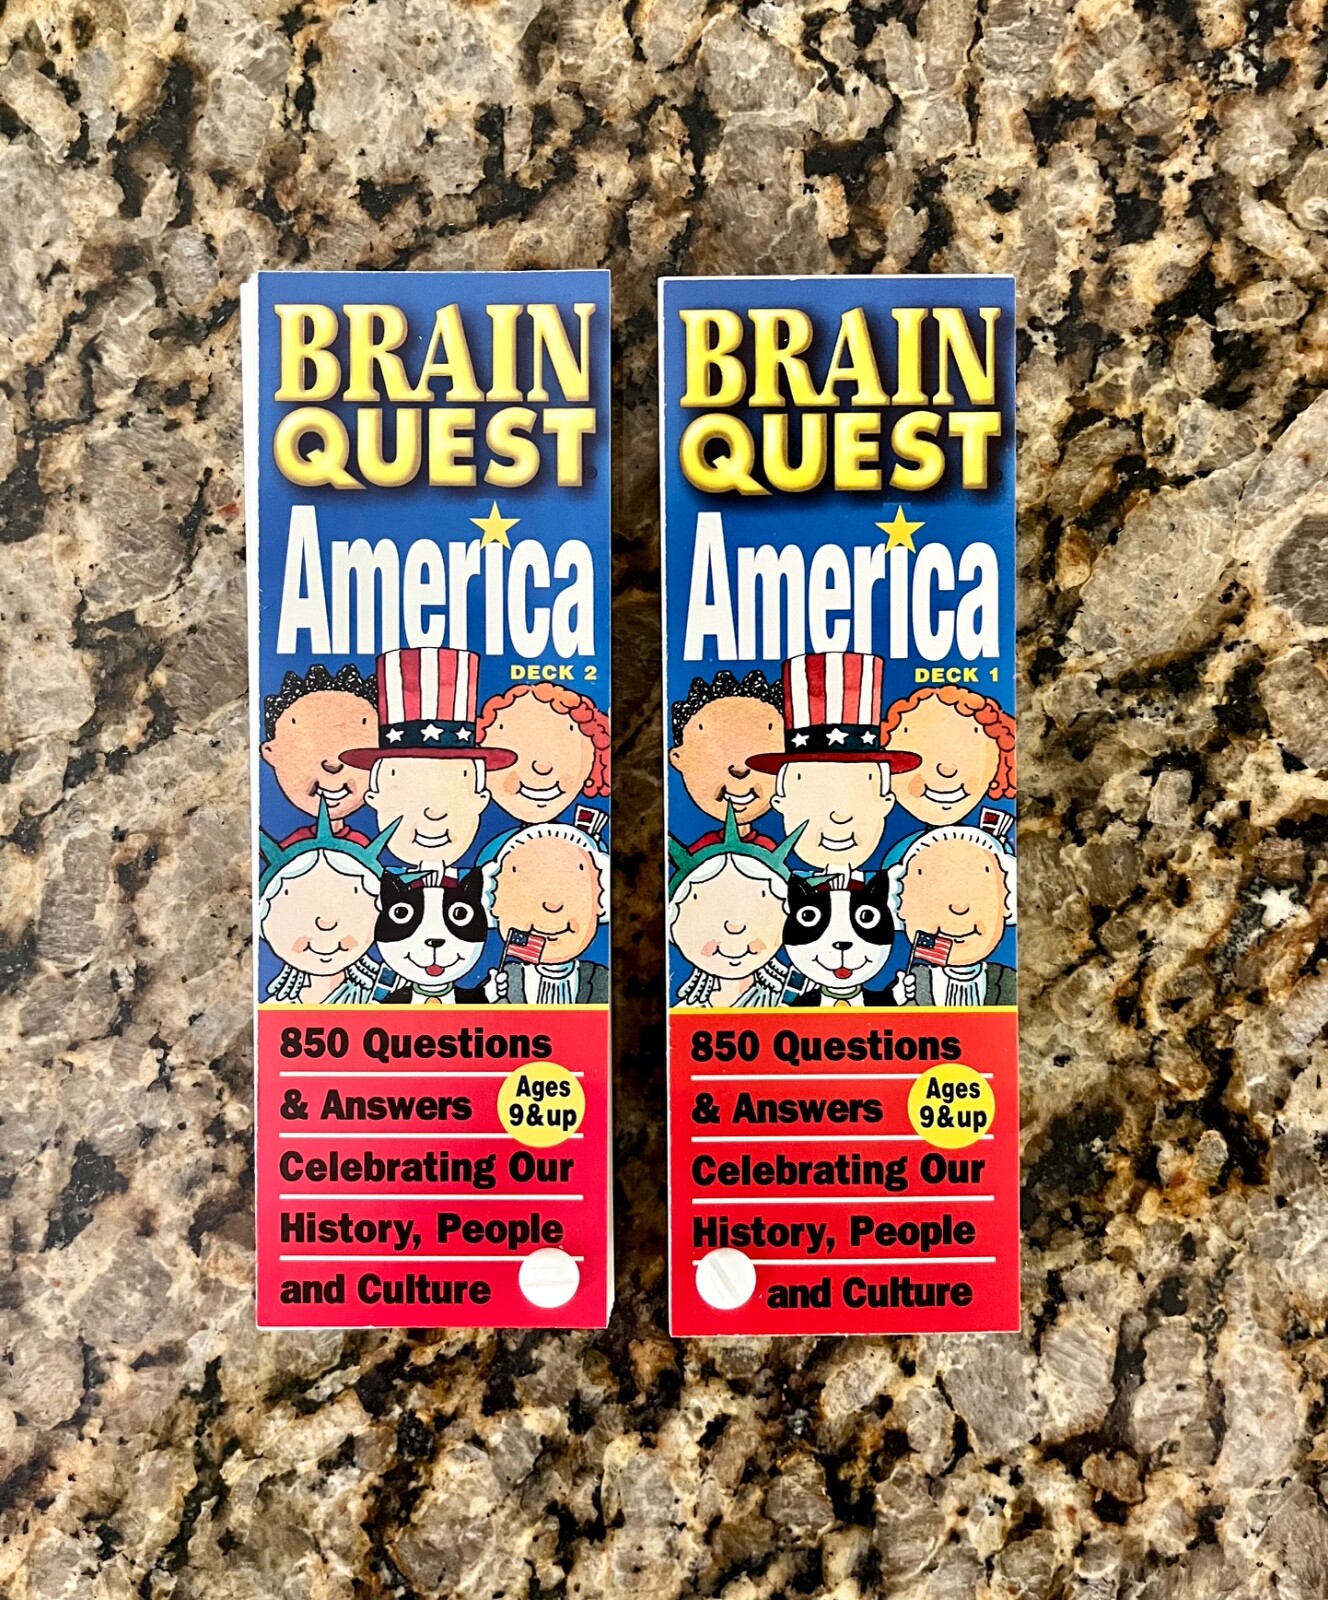 BRAIN
QUEST
America
DECK 2
850 Questions
& Answers
Ages
9&up
Celebrating Our
History, People
and Culture
BRAIN
QUEST
America
DECK 1
850 Questions
& Answers
Ages
9&up
Celebrating Our
History, People
and Culture